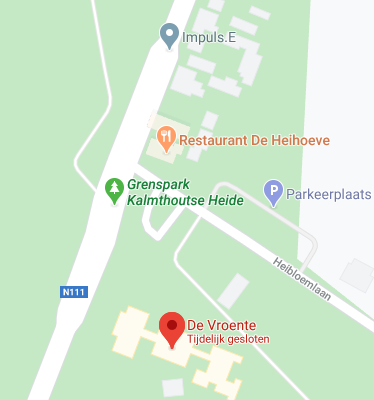 Impuls.E
Restaurant De Heihoeve
Grenspark
Kalmthoutse Heide
P
Parkeerplaats
Heibloemlaan
N111
De Vroente
Tijdelijk gesloten